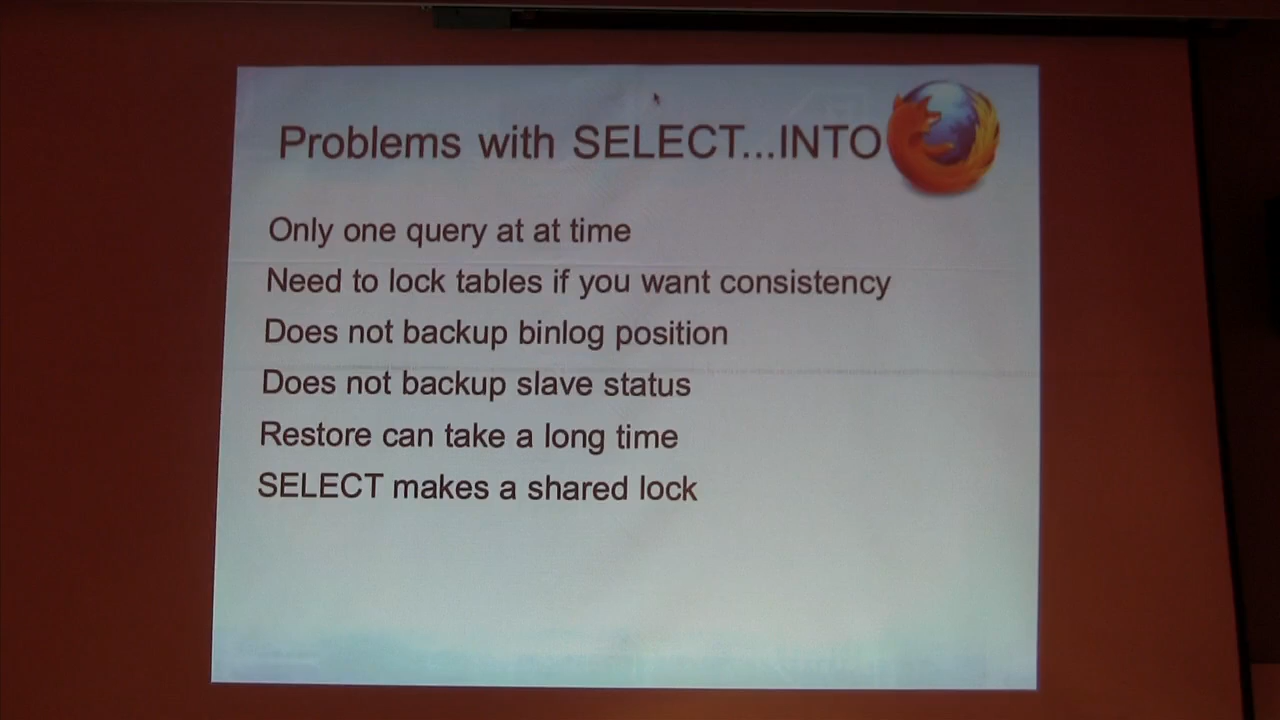 Problems with SELECT...INTO
Only one query at at time
Need to lock tables if you want consistency
Does not backup binlog position
Does not backup slave status
Restore can take a long time
SELECT makes a shared lock